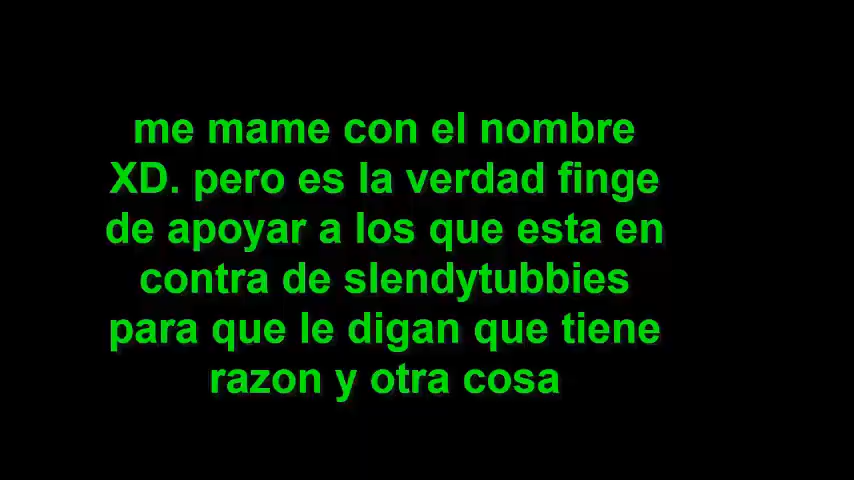 me mame con el nombre
XD. pero es la verdad finge
de apoyar a los que esta en
contra de slendytubbies
para que le digan que tiene
razon y otra cosa